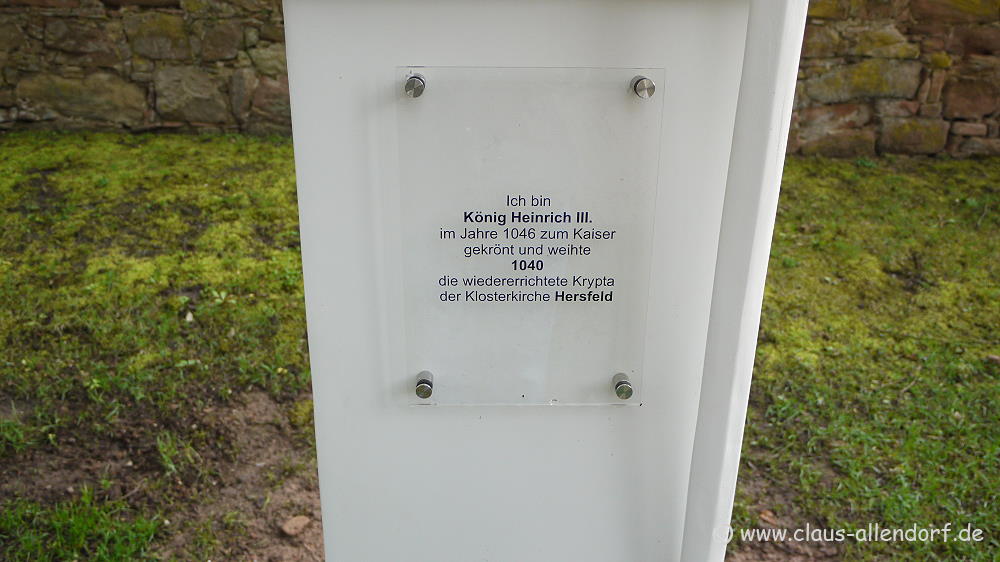 Ich bin
König Heinrich III.
im Jahre 1046 zum Kaiser
gekrönt und weihte
1040
die wiedererrichtete Krypta
der Klosterkirche Hersfeld
© www.claus-allendorf.de